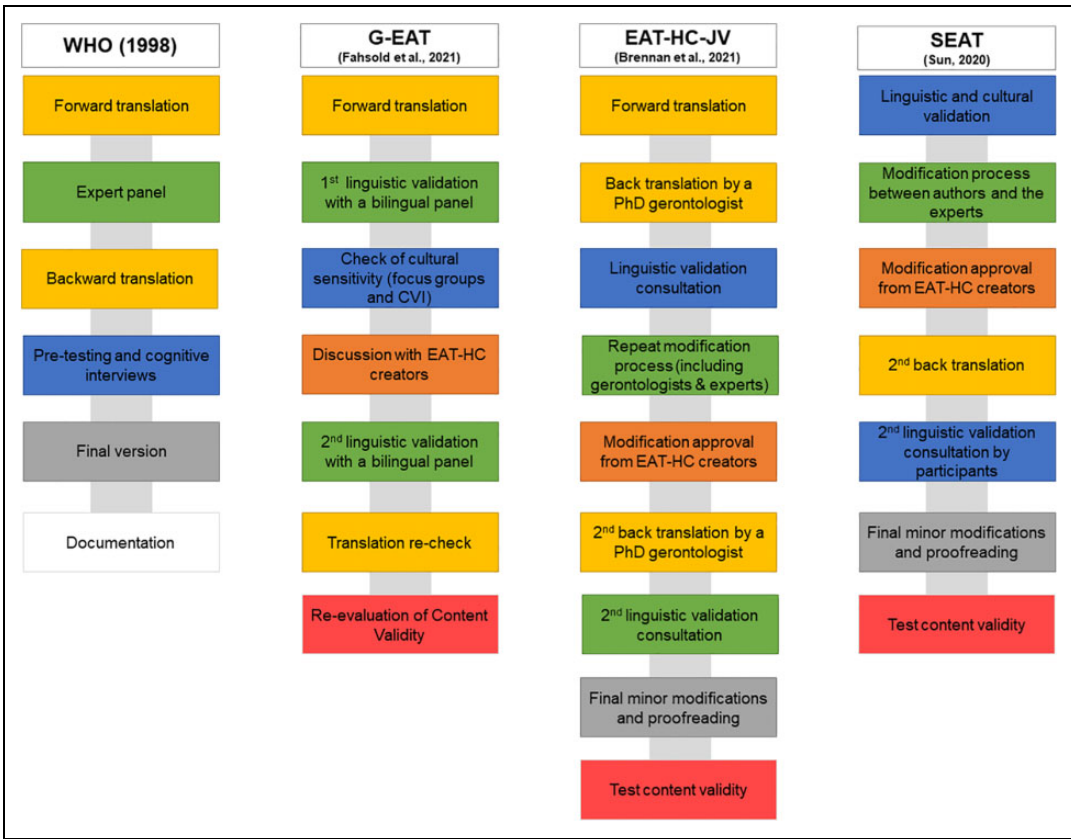 WHO (1998)
Forward translation
Expert panel
Backward translation
Pre-testing and cognitive
interviews
Final version
Documentation
G-EAT
(Fahsold et al., 2021)
Forward translation
1st linguistic validation
with a bilingual panel
Check of cultural
sensitivity (focus groups
and CVI)
Discussion with EAT-HC
creators
2nd linguistic validation
with a bilingual panel
Translation re-check
Re-evaluation of Content
Validity
EAT-HC-JV
(Brennan et al., 2021)
Forward translation
Back translation by a
PhD gerontologist
Linguistic validation
consultation
Repeat modification
process (including
gerontologists & experts)
Modification approval
from EAT-HC creators
2nd back translation by a
PhD gerontologist
2nd linguistic validation
consultation
Final minor modifications
and proofreading
Test content validity
SEAT
(Sun, 2020)
Linguistic and cultural
validation
Modification process
between authors and the
experts
Modification approval
from EAT-HC creators
2nd back translation
2nd linguistic validation
consultation by
participants
Final minor modifications
and proofreading
Test content validity